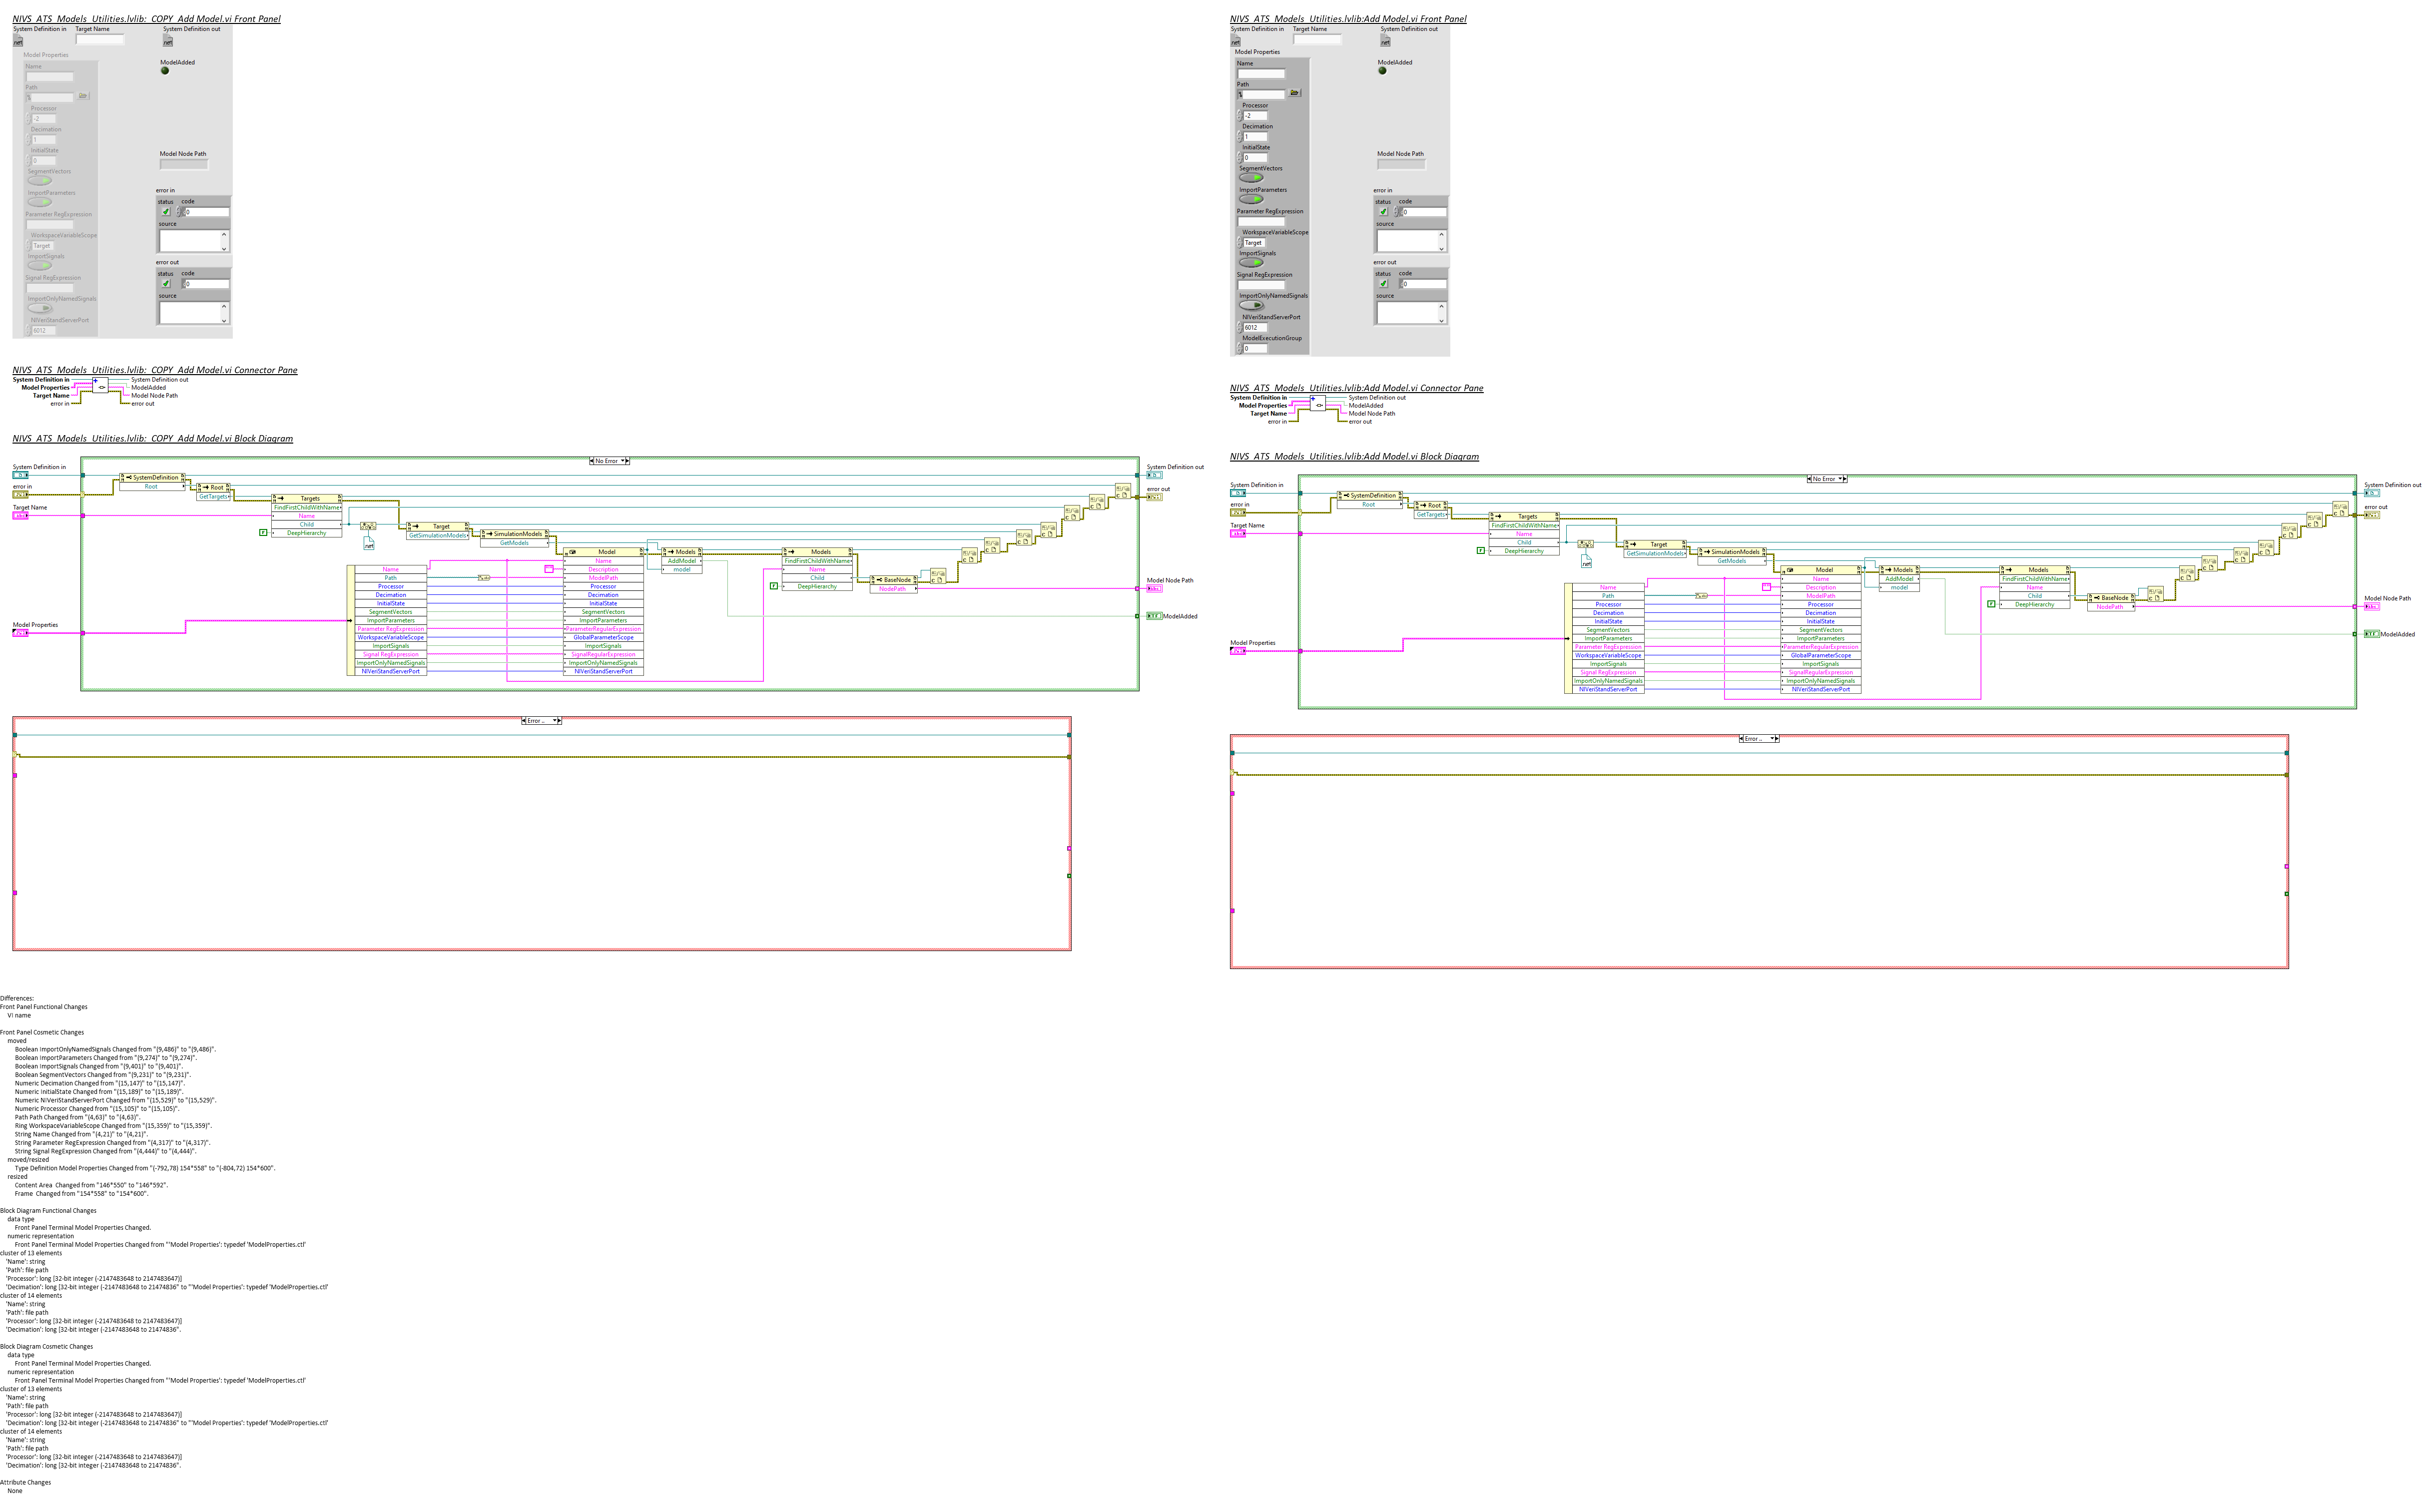 NIVS_ATS_Models_Utilities.lvlib:_COPY_Add Model.vi Front Panel
System Definition in
Target Name
System Definition out
.net
.net
Model Properties
Name
ModelAdded
Path
Processor
-2
Decimation
1
InitialState
0
Model Node Path
SegmentVectors
ImportParameters
error in
status code
0
Parameter RegExpression
source
WorkspaceVariableScope
Target
ImportSignals
error out
status code
0
Signal RegExpression
source
ImportOnlyNamedSignals
NIVeriStandServerPort
6012
NIVS_ATS_Models_Utilities.lvlib:_COPY_Add Model.vi Connector Pane
System Definition in
Model Properties
Target Name
error in
System Definition out
ModelAdded
Model Node Path
error out
NIVS_ATS_Models_Utilities.lvlib:_COPY_Add Model.vi Block Diagram
No Error
System Definition in
error in
Target Name
Model Properties
SystemDefinition
Root
Root
GetTargets
Targets
FindFirstChildWithName
Name
Child
DeepHierarchy
.net
Target
GetSimulationModels
SimulationModels
GetModels
Name
Path
Processor
Decimation
InitialState
SegmentVectors
ImportParameters
Parameter RegExpression
WorkspaceVariableScope
ImportSignals
Signal RegExpression
ImportOnlyNamedSignals
NIVeriStandServerPort
Model
Name
Description
ModelPath
Processor
Decimation
InitialState
SegmentVectors
ImportParameters
ParameterRegularExpression
GlobalParameterScope
ImportSignals
SignalRegularExpression
ImportOnlyNamedSignals
NIVeriStandServerPort
Models
AddModel
model
Models
FindFirstChildWithName
Name
Child
DeepHierarchy
BaseNode
NodePath
System Definition out
error out
Model Node Path
ModelAdded
Error
NIVS_ATS_Models_Utilities.lvlib:Add Model.vi Front Panel
System Definition in
Target Name
System Definition out
.net
.net
Model Properties
Name
ModelAdded
Path
Processor
-2
Decimation
1
InitialState
0
Model Node Path
SegmentVectors
ImportParameters
error in
status code
0
Parameter RegExpression
source
WorkspaceVariableScope
Target
ImportSignals
error out
status code
0
Signal RegExpression
source
ImportOnlyNamedSignals
NIVeriStandServerPort
6012
ModelExecutionGroup
0
NIVS_ATS_Models_Utilities.lvlib:Add Model.vi Connector Pane
System Definition in
Model Properties
Target Name
error in
System Definition out
ModelAdded
Model Node Path
error out
NIVS_ATS_Models_Utilities.lvlib:Add Model.vi Block Diagram
No Error
System Definition in
error in
Target Name
Model Properties
SystemDefinition
Root
Root
GetTargets
Targets
FindFirstChildWithName
Name
Child
DeepHierarchy
.net
Target
GetSimulationModels
SimulationModels
GetModels
Name
Path
Processor
Decimation
InitialState
SegmentVectors
ImportParameters
Parameter RegExpression
WorkspaceVariableScope
ImportSignals
Signal RegExpression
ImportOnlyNamedSignals
NIVeriStandServerPort
Model
Name
Description
ModelPath
Processor
Decimation
InitialState
SegmentVectors
ImportParameters
ParameterRegularExpression
GlobalParameterScope
ImportSignals
SignalRegularExpression
ImportOnlyNamedSignals
NIVeriStandServerPort
Models
AddModel
model
Models
FindFirstChildWithName
Name
Child
DeepHierarchy
BaseNode
NodePath
System Definition out
error out
Model Node Path
ModelAdded
Error
Differences:
Front Panel Functional Changes
VI name
Front Panel Cosmetic Changes
moved
Boolean ImportOnlyNamedSignals Changed from "(9,486)" to "(9,486)".
Boolean ImportParameters Changed from "(9,274)" to "(9,274)".
Boolean ImportSignals Changed from "(9,401)" to "(9,401)".
Boolean SegmentVectors Changed from "(9,231)" to "(9,231)".
Numeric Decimation Changed from "(15,147)" to "(15,147)".
Numeric InitialState Changed from "(15,189)" to "(15,189)".
Numeric NIVeriStandServerPort Changed from "(15,529)" to "(15,529)".
Numeric Processor Changed from "(15,105)" to "(15,105)".
Path Path Changed from "(4,63)" to "(4,63)".
Ring WorkspaceVariableScope Changed from "(15,359)" to "(15,359)".
String Name Changed from "(4,21)" to "(4,21)".
String Parameter RegExpression Changed from "(4,317)" to "(4,317)".
String Signal RegExpression Changed from "(4,444)" to "(4,444)".
moved/resized
Type Definition Model Properties Changed from "(-792,78) 154*558" to "(-804,72) 154*600".
resized
Content Area  Changed from "146*550" to "146*592".
Frame  Changed from "154*558" to "154*600".
Block Diagram Functional Changes
data type
Front Panel Terminal Model Properties Changed.
numeric representation
Front Panel Terminal Model Properties Changed from "'Model Properties': typedef 'ModelProperties.ctl'
cluster of 13 elements
'Name': string
'Path': file path
'Processor': long [32-bit integer (-2147483648 to 2147483647)]
'Decimation': long [32-bit integer (-2147483648 to 21474836" to "'Model Properties': typedef 'ModelProperties.ctl'
cluster of 14 elements
'Name': string
'Path': file path
'Processor': long [32-bit integer (-2147483648 to 2147483647)]
'Decimation': long [32-bit integer (-2147483648 to 21474836".
Block Diagram Cosmetic Changes
data type
Front Panel Terminal Model Properties Changed.
numeric representation
Front Panel Terminal Model Properties Changed from "'Model Properties': typedef 'ModelProperties.ctl'
cluster of 13 elements
'Name': string
'Path': file path
'Processor': long [32-bit integer (-2147483648 to 2147483647)]
'Decimation': long [32-bit integer (-2147483648 to 21474836" to "'Model Properties': typedef 'ModelProperties.ctl'
cluster of 14 elements
'Name': string
'Path': file path
'Processor': long [32-bit integer (-2147483648 to 2147483647)]
'Decimation': long [32-bit integer (-2147483648 to 21474836".
Attribute Changes
None